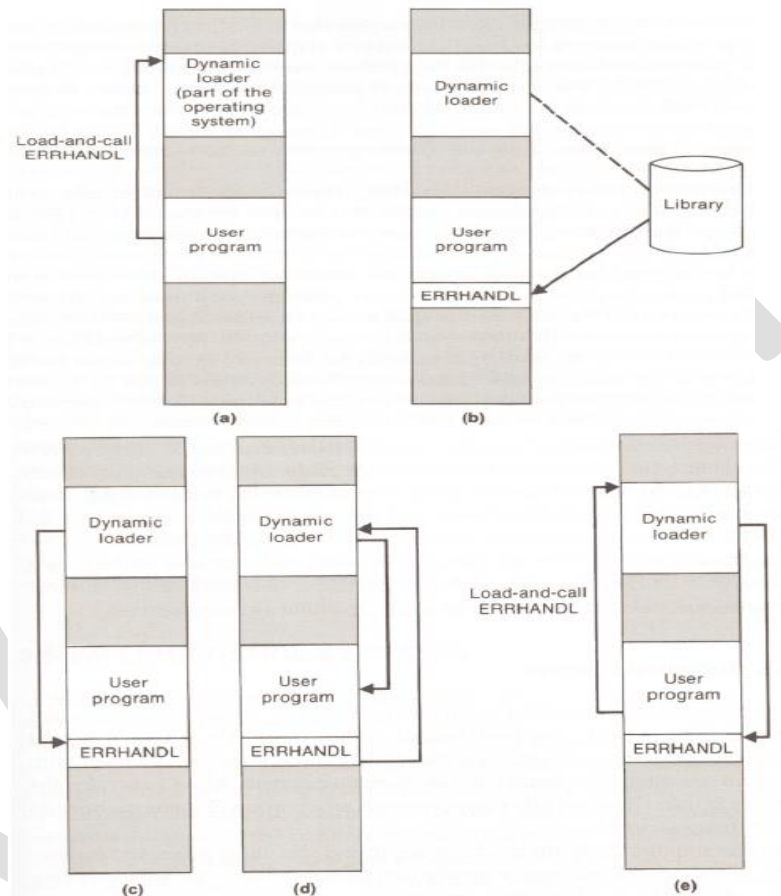 Dynamic
loader
(part of the
operating
system)
Load-and-call
ERRHANDL
User
program
(a)
Dynamic
loader
Library
User
program
ERRHANDL
(b)
Dynamic
loader
User
program
ERRHANDL
(c)
Dynamic
loader
User
program
ERRHANDL
(d)
Dynamic
loader
Load-and-call
ERRHANDL
User
program
ERRHANDL
(e)